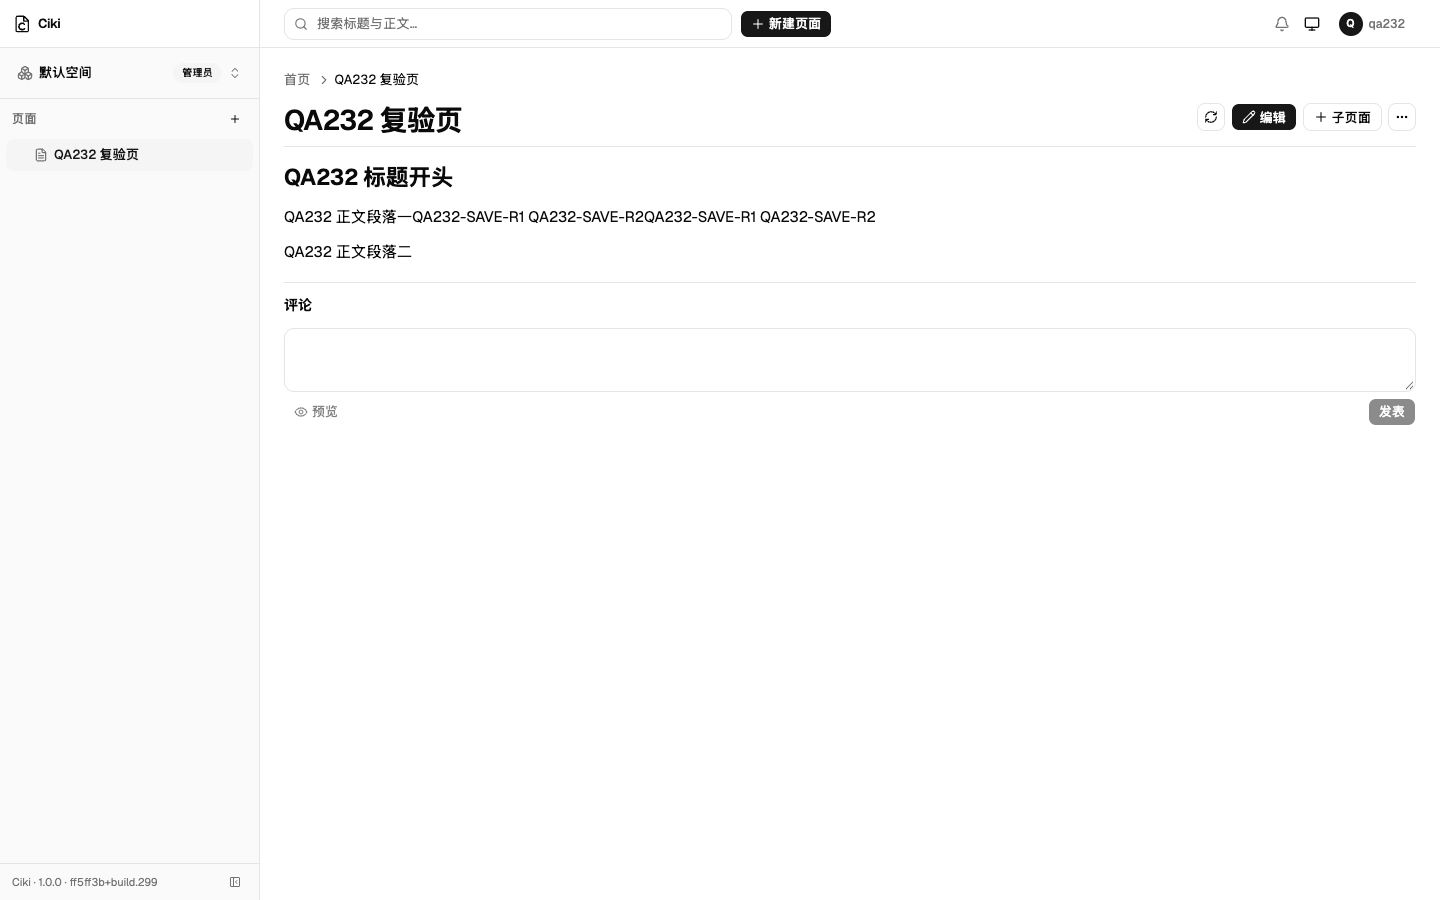 Ciki
搜索标题与正文...
新建页面
Q
qa232
默认空间
管理员
页面
QA232 复验页
首页
QA232 复验页
QA232 复验页
编辑
子页面
QA232 标题开头
QA232 正文段落一QA232-SAVE-R1 QA232-SAVE-R2QA232-SAVE-R1 QA232-SAVE-R2
QA232 正文段落二
评论
预览
发表
Ciki · 1.0.0 · ff5ff3b+build.299